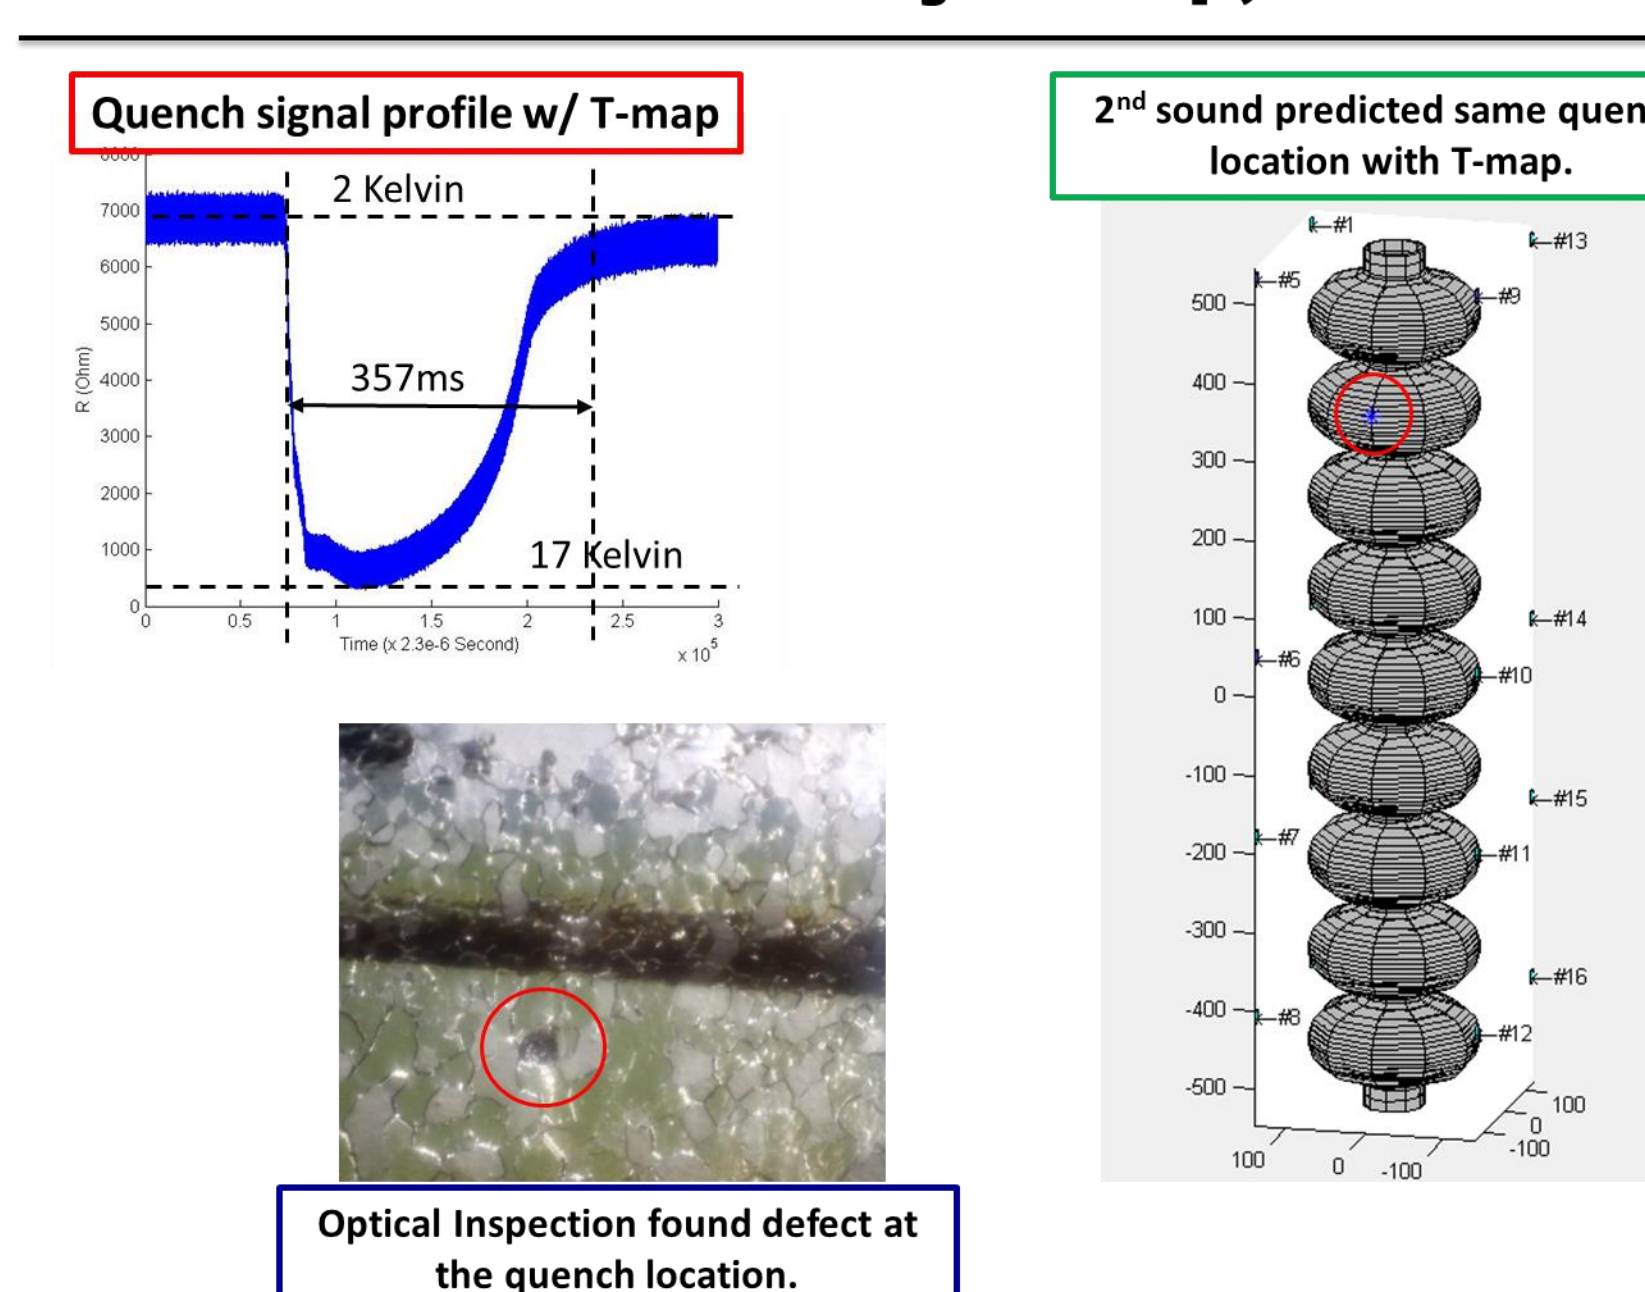 Quench signal profile w/ T-map
8000
7000
6000
5000
4000
3000
2000
1000
0
R (Ohm)
2 Kelvin
357ms
17 Kelvin
0 0.5 1 1.5 2 2.5 3
Time (x 2.3e-6 Second)
x 10^5
2nd sound predicted same
location with T-map.
#1
#13
#5
#9
500
400
300
200
100
#14
#6
#10
0
-100
#15
#7
#11
-200
-300
#16
-400
#8
#12
-500
100
0
-100
100 0 -100
Optical Inspection found defect at
the quench location.